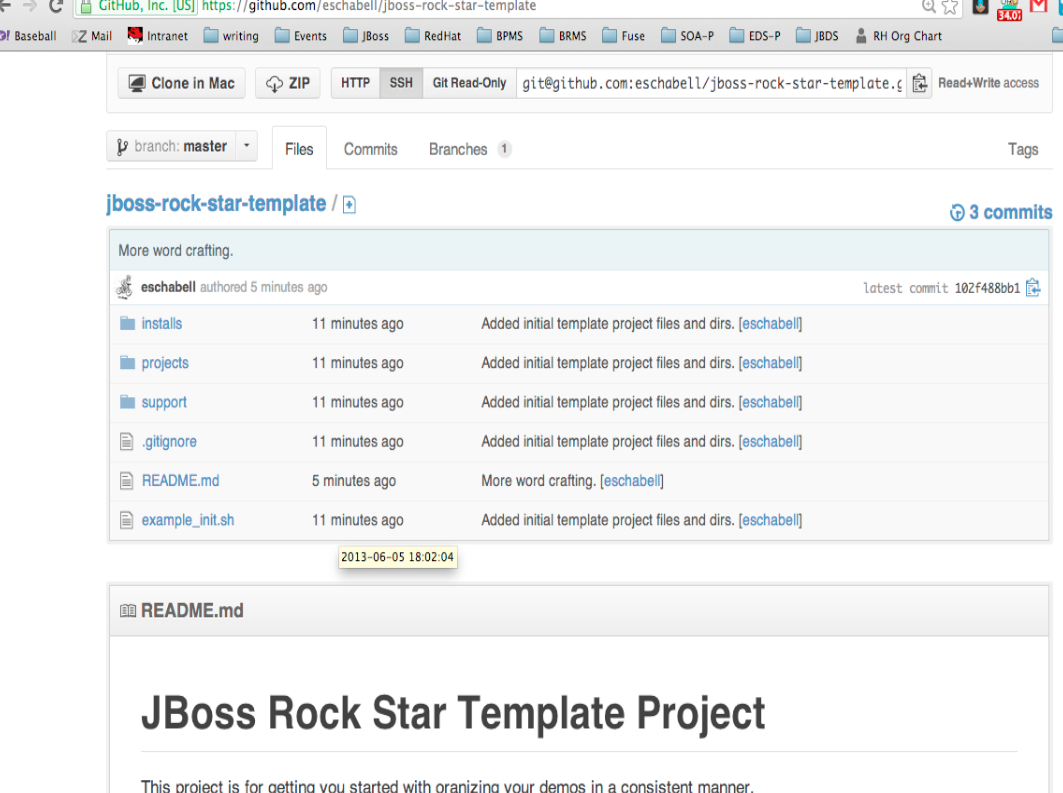 GitHub, Inc. [US] https://github.com/eschabell/jboss-rock-star-template
34.07
Baseball Z Mail Intranet writing Events JBoss RedHat BPMS BRMS Fuse SOA-P EDS-P JBDS RH Org Chart
Clone in Mac ZIP HTTP SSH Git Read-Only git@github.com:eschabell/jboss-rock-star-template.g Read+Write access
branch: master Files Commits Branches 1 Tags
jboss-rock-star-template /
3 commits
More word crafting.
eschabell authored 5 minutes ago latest commit 102f488bb1
installs 11 minutes ago Added initial template project files and dirs. [eschabell]
projects 11 minutes ago Added initial template project files and dirs. [eschabell]
support 11 minutes ago Added initial template project files and dirs. [eschabell]
.gitignore 11 minutes ago Added initial template project files and dirs. [eschabell]
README.md 5 minutes ago More word crafting. [eschabell]
example_init.sh 11 minutes ago Added initial template project files and dirs. [eschabell]
2013-06-05 18:02:04
README.md
JBoss Rock Star Template Project
This project is for getting you started with oranizing your demos in a consistent manner.